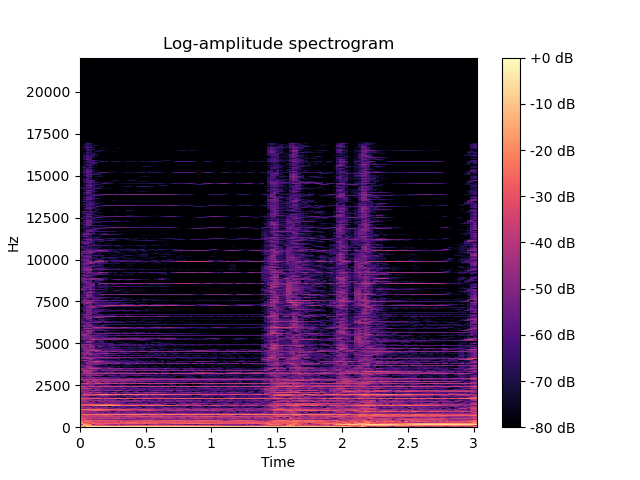 Log-amplitude spectrogram
+0 dB
20000
-10 dB
17500
-20 dB
15000
-30 dB
12500
-40 dB
Hz
10000
-50 dB
7500
-60 dB
5000
-70 dB
2500
0
-80 dB
0 0.5 1 1.5 2 2.5 3
Time